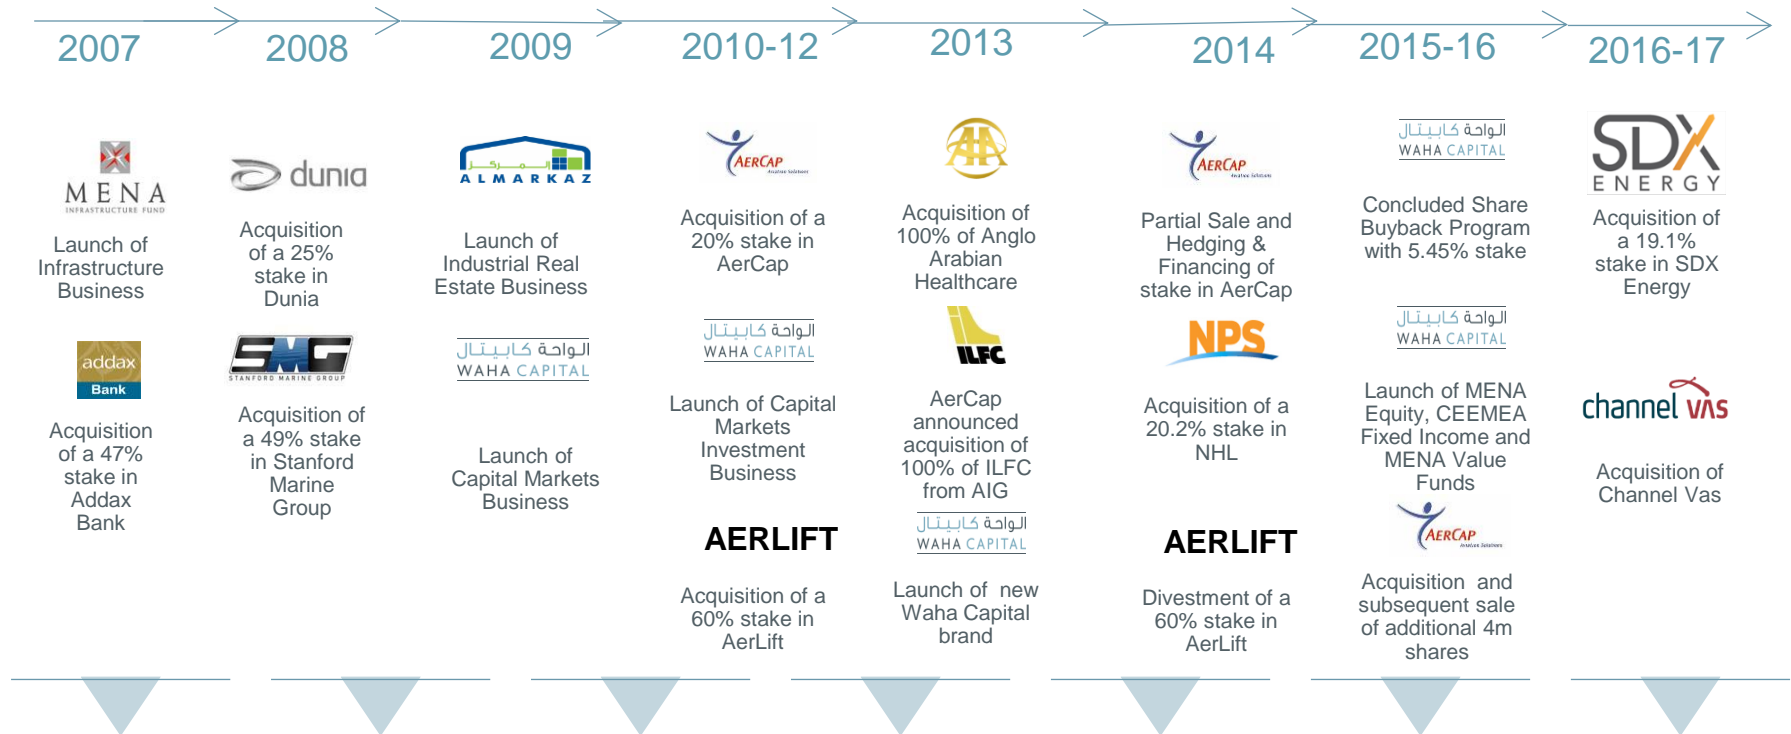 2007
2008
2009
2010-12
2013
2014
2015-16
2016-17
MENA
INFRASTRUCTURE FUND
Launch of
Infrastructure
Business
addax
Bank
Acquisition
of a 47%
stake in
Addax
Bank
dunia
Acquisition
of a 25%
stake in
Dunia
SMG
STANFORD MARINE GROUP
Acquisition of
a 49% stake
in Stanford
Marine
Group
المركز
ALMARKAZ
Launch of
Industrial Real
Estate Business
الواحة كابيتال
WAHA CAPITAL
Launch of
Capital Markets
Business
AERCAP
Aviation Solutions
Acquisition of a
20% stake in
AerCap
الواحة كابيتال
WAHA CAPITAL
Launch of Capital
Markets
Investment
Business
AERLIFT
Acquisition of a
60% stake in
AerLift
Acquisition of
100% of Anglo
Arabian
Healthcare
ILFC
AerCap
announced
acquisition of
100% of ILFC
from AIG
الواحة كابيتال
WAHA CAPITAL
Launch of new
Waha Capital
brand
AERCAP
Aviation Solutions
Partial Sale and
Hedging &
Financing of
stake in AerCap
NPS
Acquisition of a
20.2% stake in
NHL
AERLIFT
Divestment of a
60% stake in
AerLift
الواحة كابيتال
WAHA CAPITAL
Concluded Share
Buyback Program
with 5.45% stake
الواحة كابيتال
WAHA CAPITAL
Launch of MENA
Equity, CEEMEA
Fixed Income and
MENA Value
Funds
AERCAP
Aviation Solutions
Acquisition and
subsequent sale
of additional 4m
shares
SDX
ENERGY
Acquisition of
a 19.1%
stake in SDX
Energy
channel vas
Acquisition of
Channel Vas